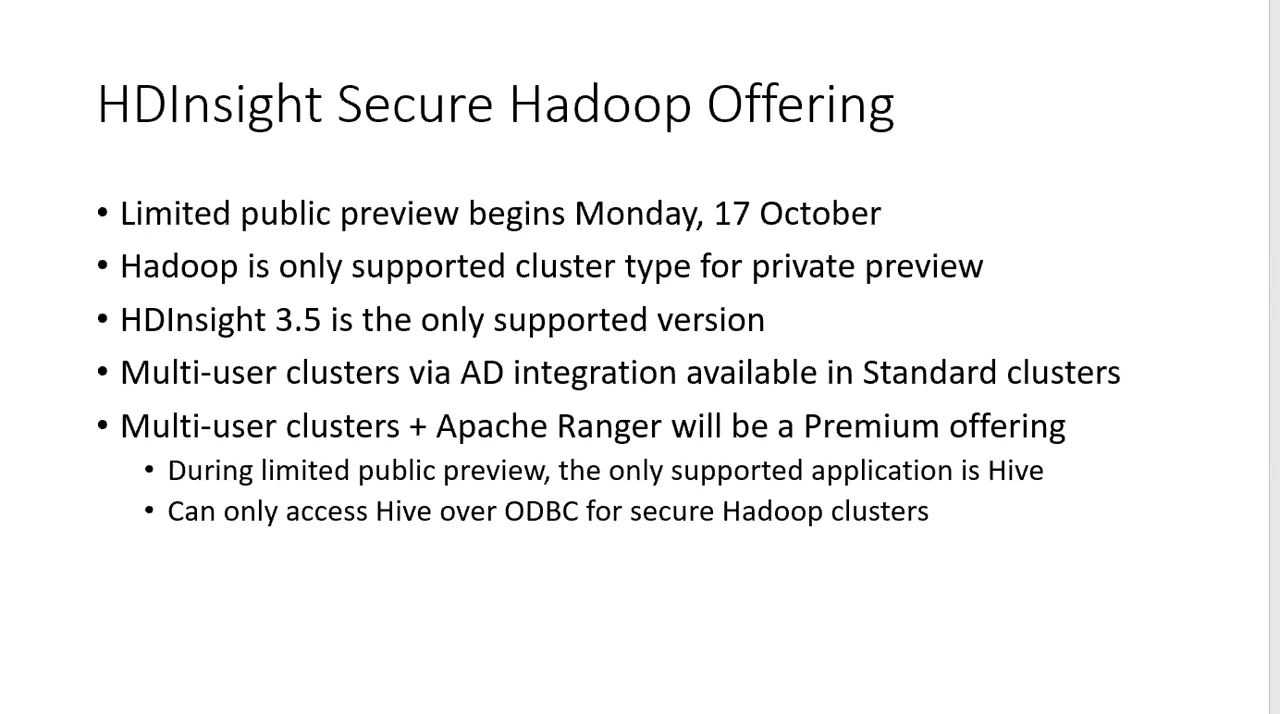 HDInsight Secure Hadoop Offering
• Limited public preview begins Monday, 17 October
• Hadoop is only supported cluster type for private preview
• HDInsight 3.5 is the only supported version
• Multi-user clusters via AD integration available in Standard clusters
• Multi-user clusters + Apache Ranger will be a Premium offering
• During limited public preview, the only supported application is Hive
• Can only access Hive over ODBC for secure Hadoop clusters